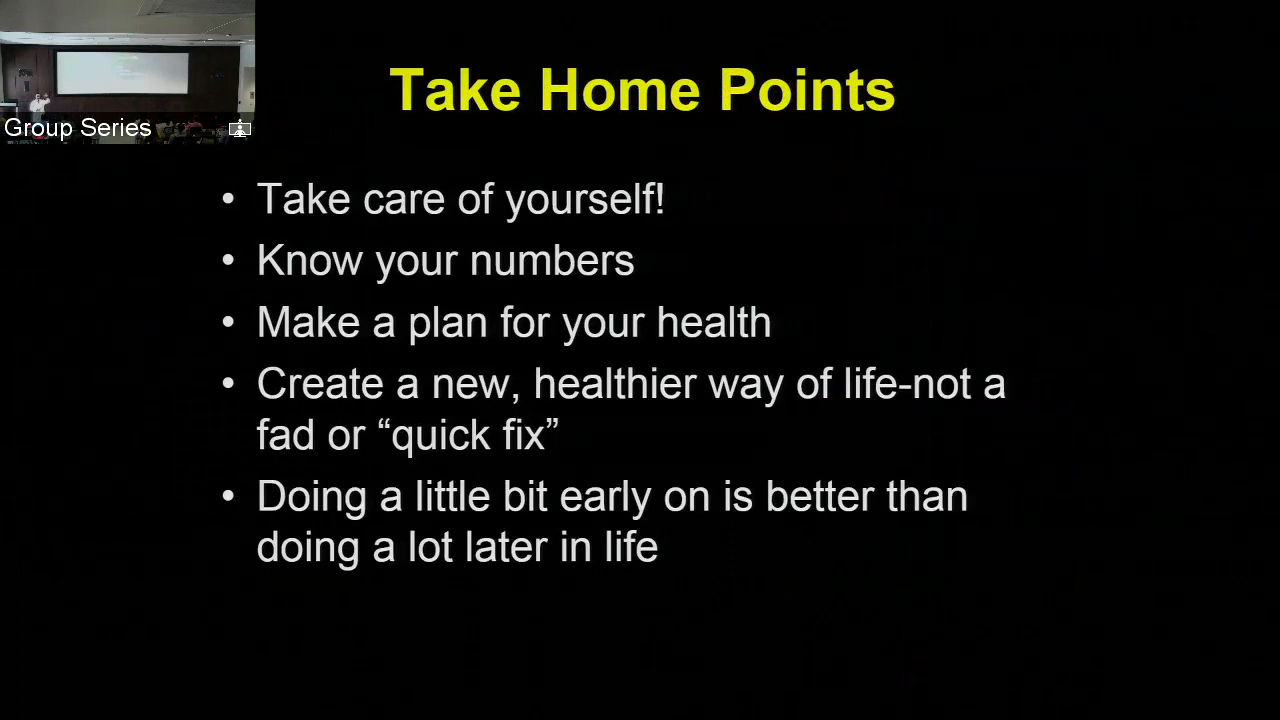 Group Series
Take Home Points
• Take care of yourself!
• Know your numbers
• Make a plan for your health
• Create a new, healthier way of life-not a
fad or “quick fix”
• Doing a little bit early on is better than
doing a lot later in life